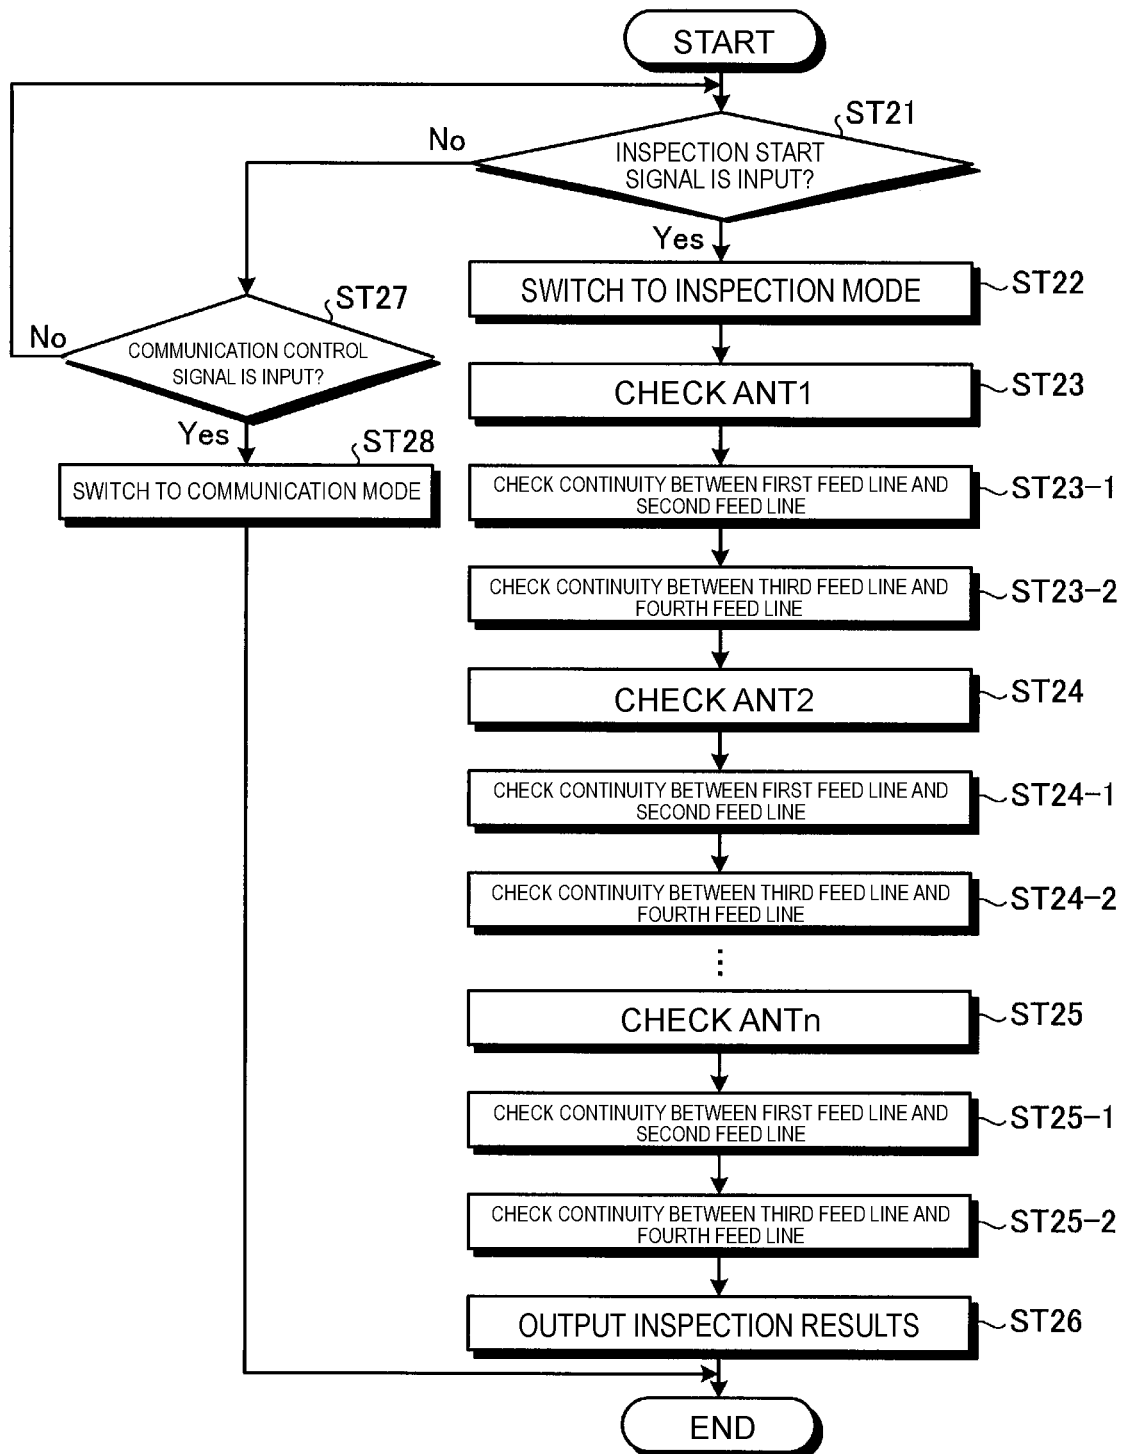 START
ST21
No
INSPECTION START
SIGNAL IS INPUT?
Yes
SWITCH TO INSPECTION MODE
ST22
ST27
No
COMMUNICATION CONTROL
SIGNAL IS INPUT?
Yes
ST28
SWITCH TO COMMUNICATION MODE
CHECK ANT1
ST23
CHECK CONTINUITY BETWEEN FIRST FEED LINE AND
SECOND FEED LINE
ST23-1
CHECK CONTINUITY BETWEEN THIRD FEED LINE AND
FOURTH FEED LINE
ST23-2
CHECK ANT2
ST24
CHECK CONTINUITY BETWEEN FIRST FEED LINE AND
SECOND FEED LINE
ST24-1
CHECK CONTINUITY BETWEEN THIRD FEED LINE AND
FOURTH FEED LINE
ST24-2
⋮
CHECK ANTn
ST25
CHECK CONTINUITY BETWEEN FIRST FEED LINE AND
SECOND FEED LINE
ST25-1
CHECK CONTINUITY BETWEEN THIRD FEED LINE AND
FOURTH FEED LINE
ST25-2
OUTPUT INSPECTION RESULTS
ST26
END